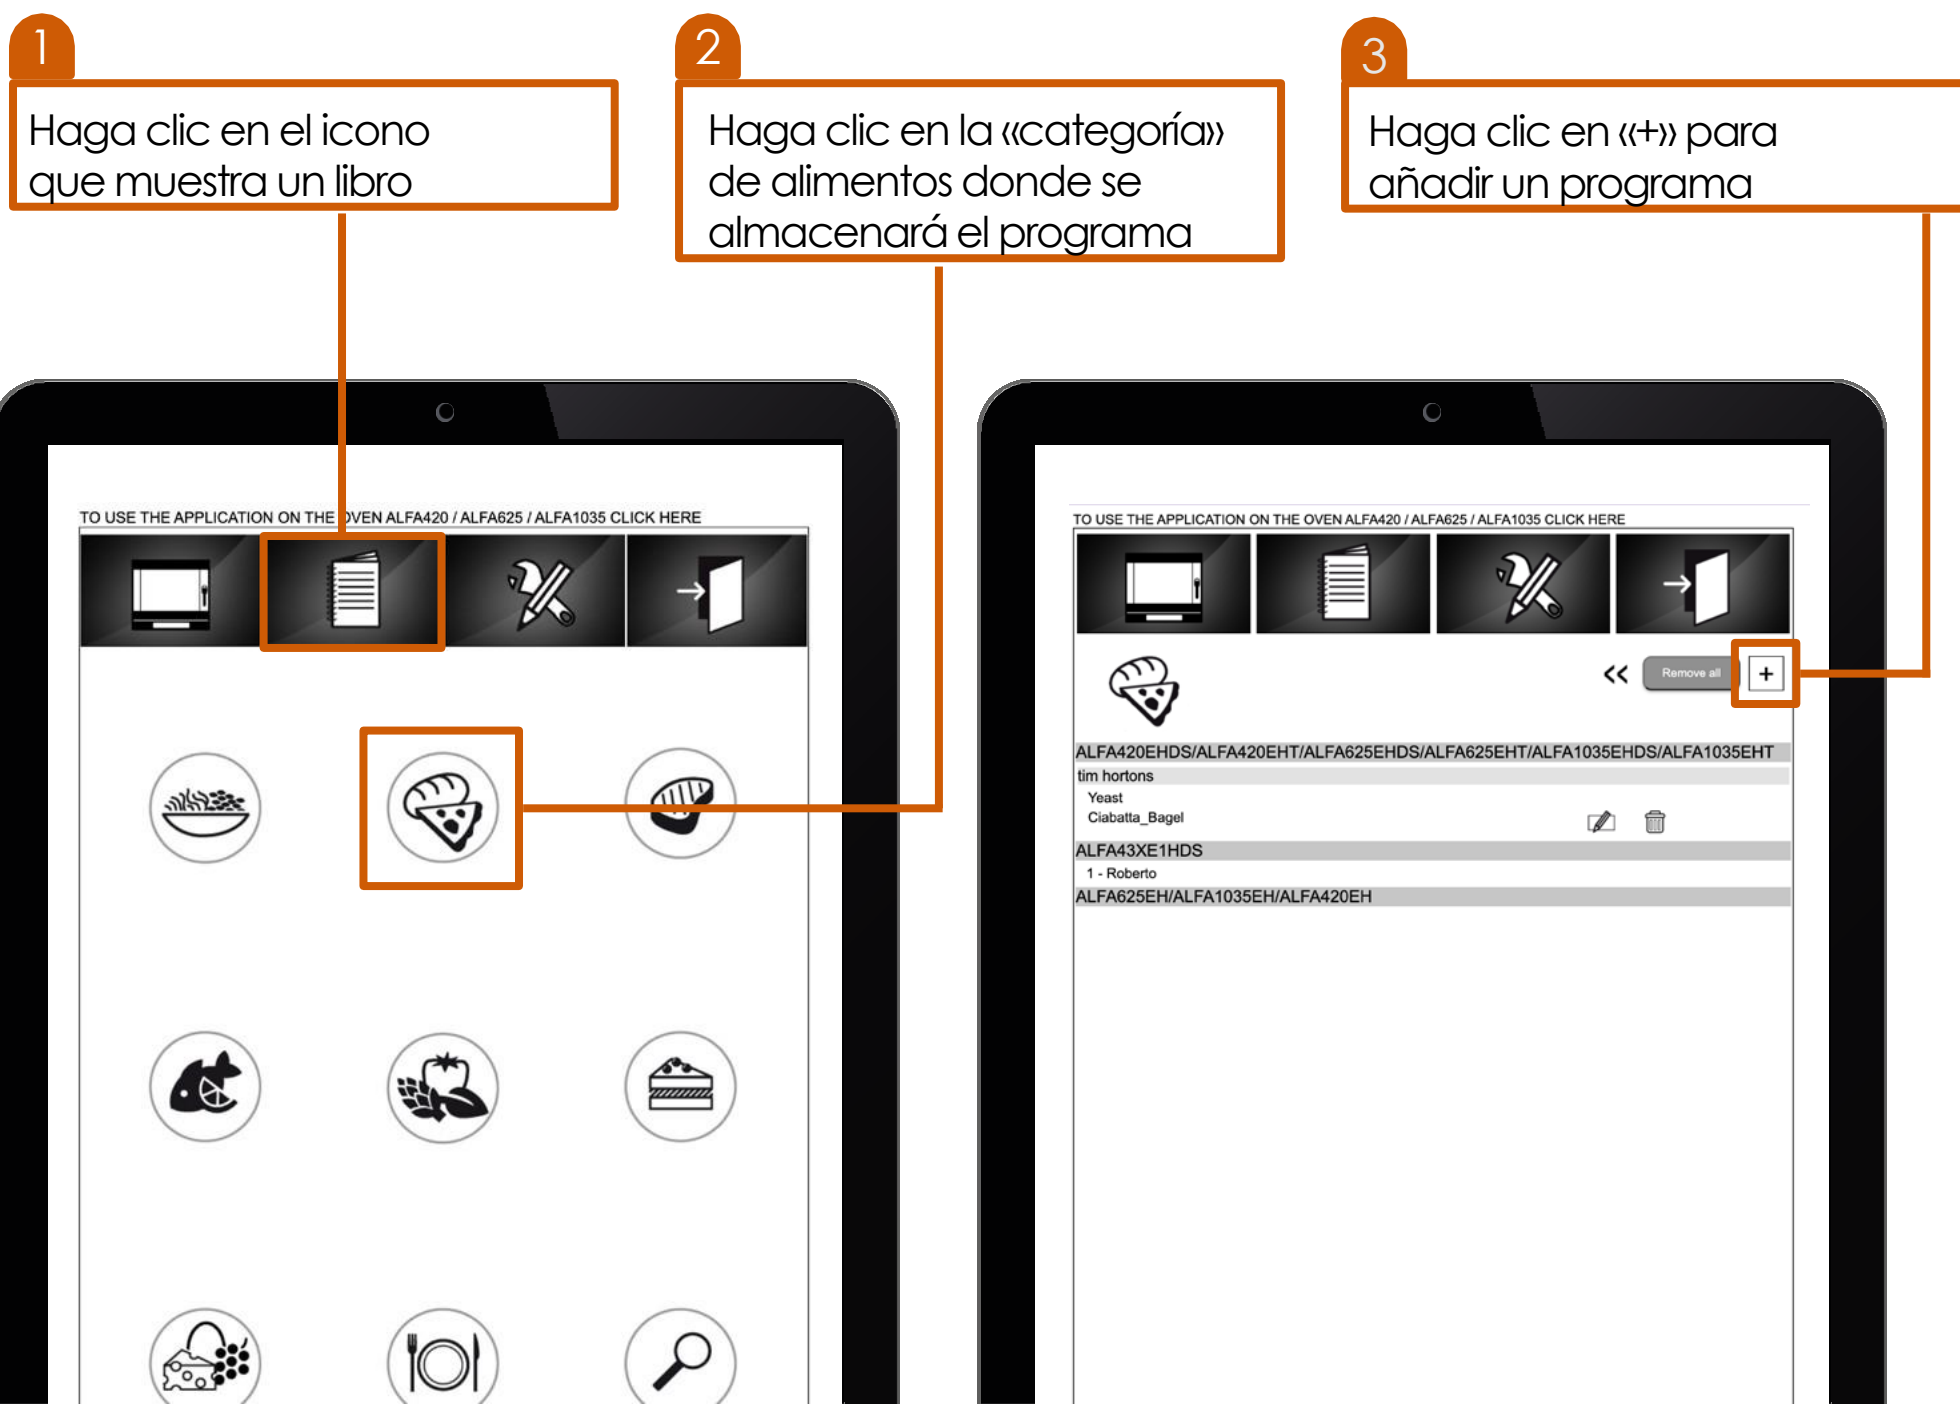 1
Haga clic en el icono
que muestra un libro
2
Haga clic en la «categoría»
de alimentos donde se
almacenará el programa
3
Haga clic en «+» para
añadir un programa
TO USE THE APPLICATION ON THE OVEN ALFA420 / ALFA625 / ALFA1035 CLICK HERE
TO USE THE APPLICATION ON THE OVEN ALFA420 / ALFA625 / ALFA1035 CLICK HERE
<< Remove all +
ALFA420EHDS/ALFA420EHT/ALFA625EHDS/ALFA625EHT/ALFA1035EHDS/ALFA1035EHT
tim hortons
Yeast
Ciabatta_Bagel
ALFA43XE1HDS
1 - Roberto
ALFA625EH/ALFA1035EH/ALFA420EH